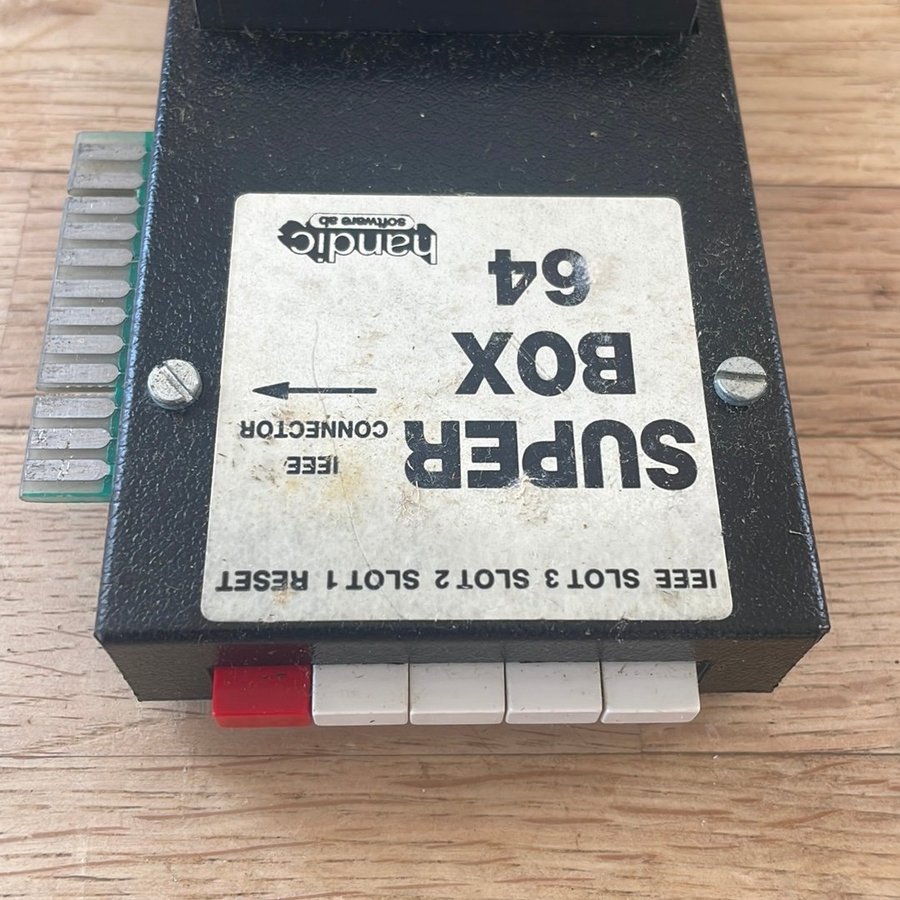 IEEE SLOT 3 SLOT 2 SLOT 1 RESET
SUPER
BOX
64
IEEE
CONNECTOR
handic
software ab